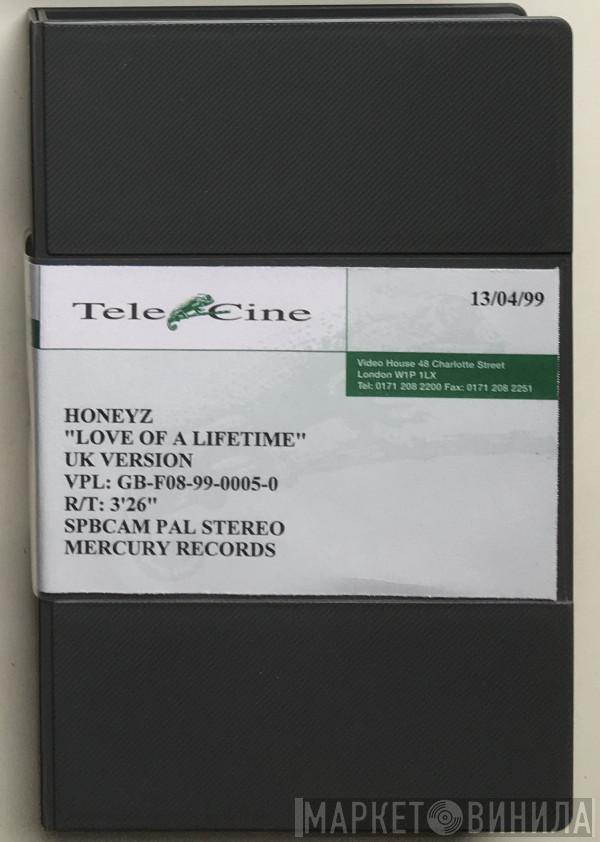 Tele Cine
13/04/99
Video House 48 Charlotte Street
London W1P 1LX
Tel: 0171 208 2200 Fax: 0171 208 2251
HONEYZ
"LOVE OF A LIFETIME"
UK VERSION
VPL: GB-F08-99-0005-0
R/T: 3'26"
SPBCAM PAL STEREO
MERCURY RECORDS
МАРКЕТ ВИНИЛА